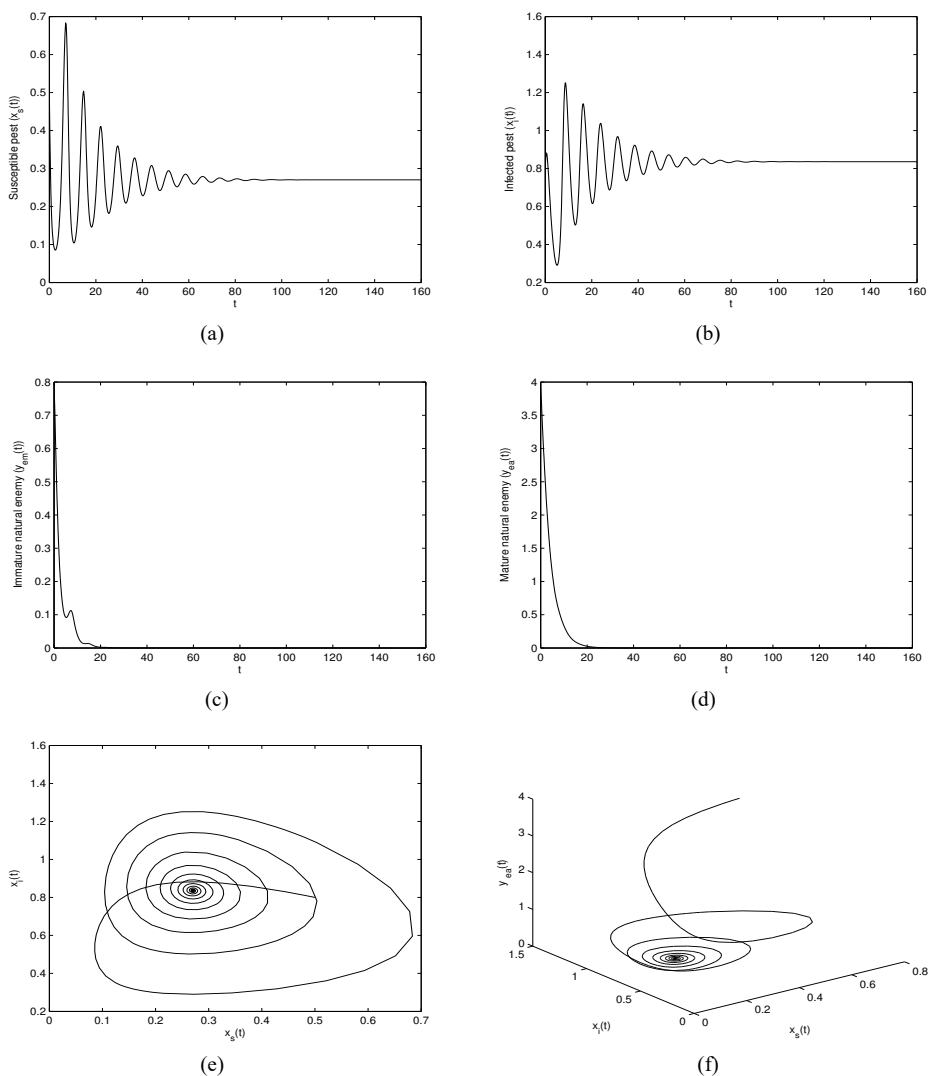 0.7
0.6
0.5
0.4
0.3
0.2
0.1
0
Susceptible pest (x_s(t))
0 20 40 60 80 100 120 140 160
t
(a)
1.6
1.4
1.2
1
0.8
0.6
0.4
0.2
Infected pest (x_i(t))
0 20 40 60 80 100 120 140 160
t
(b)
0.8
0.7
0.6
0.5
0.4
0.3
0.2
0.1
0
Immature natural enemy (y_em(t))
0 20 40 60 80 100 120 140 160
t
(c)
4
3.5
3
2.5
2
1.5
1
0.5
0
Mature natural enemy (y_ea(t))
0 20 40 60 80 100 120 140 160
t
(d)
1.6
1.4
1.2
1
0.8
0.6
0.4
0.2
x_i(t)
0 0.1 0.2 0.3 0.4 0.5 0.6 0.7
x_s(t)
(e)
4
3
2
1
0
y_ea(t)
1.5
1
0.5
0
x_i(t)
0
0.2
0.4
0.6
0.8
x_s(t)
(f)